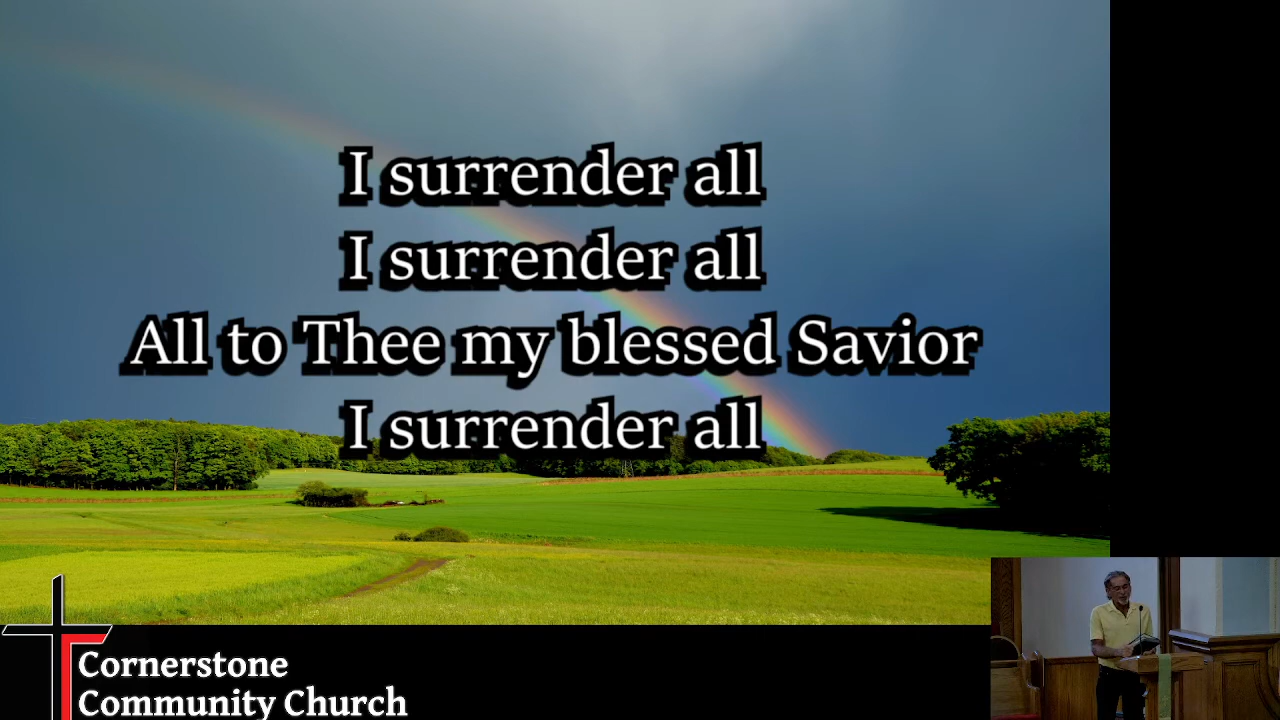 I surrender all
I surrender all
All to Thee my blessed Savior
I surrender all
Cornerstone
Community Church